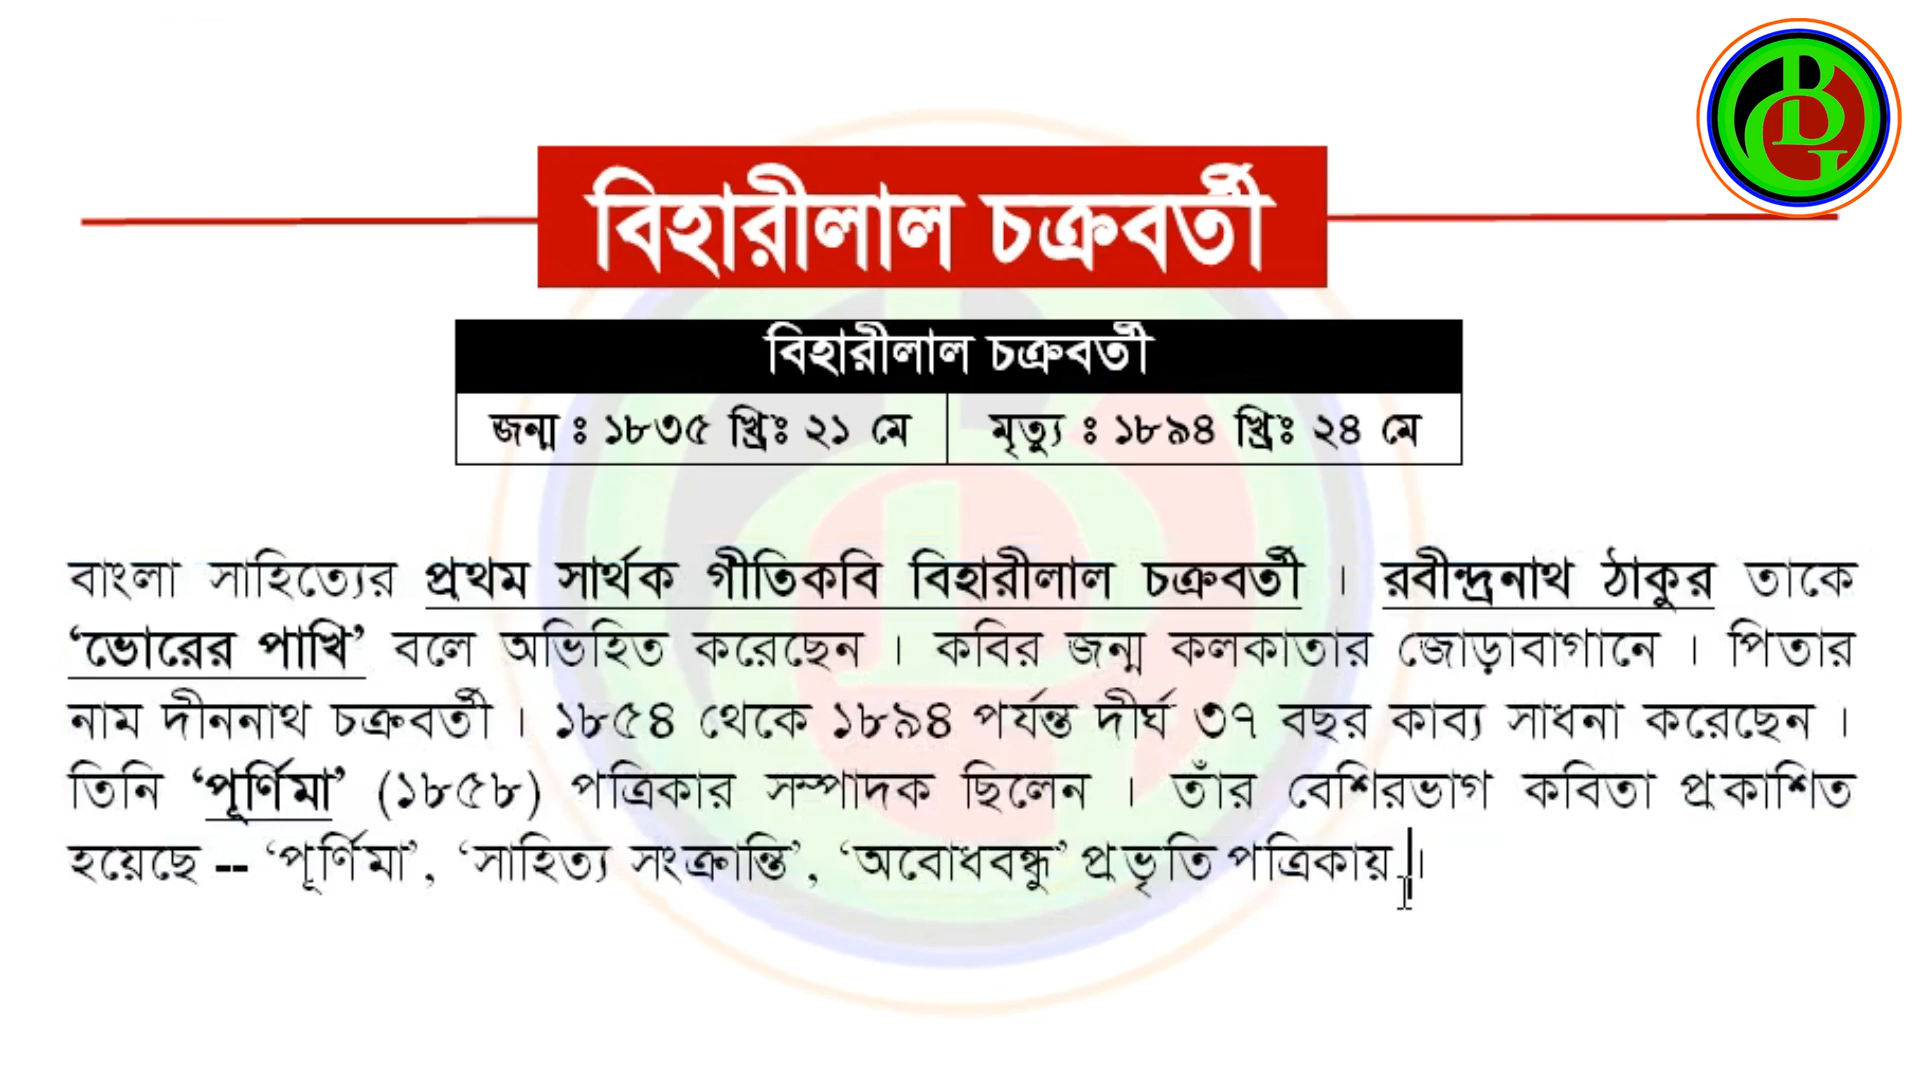 বিহারীলাল চক্রবর্তী
বিহারীলাল চক্রবর্তী
জন্ম ঃ ১৮৩৫ খ্রিঃ ২১ মে মৃত্যু ঃ ১৮৯৪ খ্রিঃ ২৪ মে
বাংলা সাহিত্যের প্রথম সার্থক গীতিকবি বিহারীলাল চক্রবর্তী । রবীন্দ্রনাথ ঠাকুর তাকে
‘ভোরের পাখি’ বলে অভিহিত করেছেন । কবির জন্ম কলকাতার জোড়াবাগানে । পিতার
নাম দীননাথ চক্রবর্তী । ১৮৫৪ থেকে ১৮৯৪ পর্যন্ত দীর্ঘ ৩৭ বছর কাব্য সাধনা করেছেন ।
তিনি ‘পূর্ণিমা’ (১৮৫৮) পত্রিকার সম্পাদক ছিলেন । তাঁর বেশিরভাগ কবিতা প্রকাশিত
হয়েছে -- ‘পূর্ণিমা’, ‘সাহিত্য সংক্রান্তি’, ‘অবোধবন্ধু’ প্রভৃতি পত্রিকায় ।